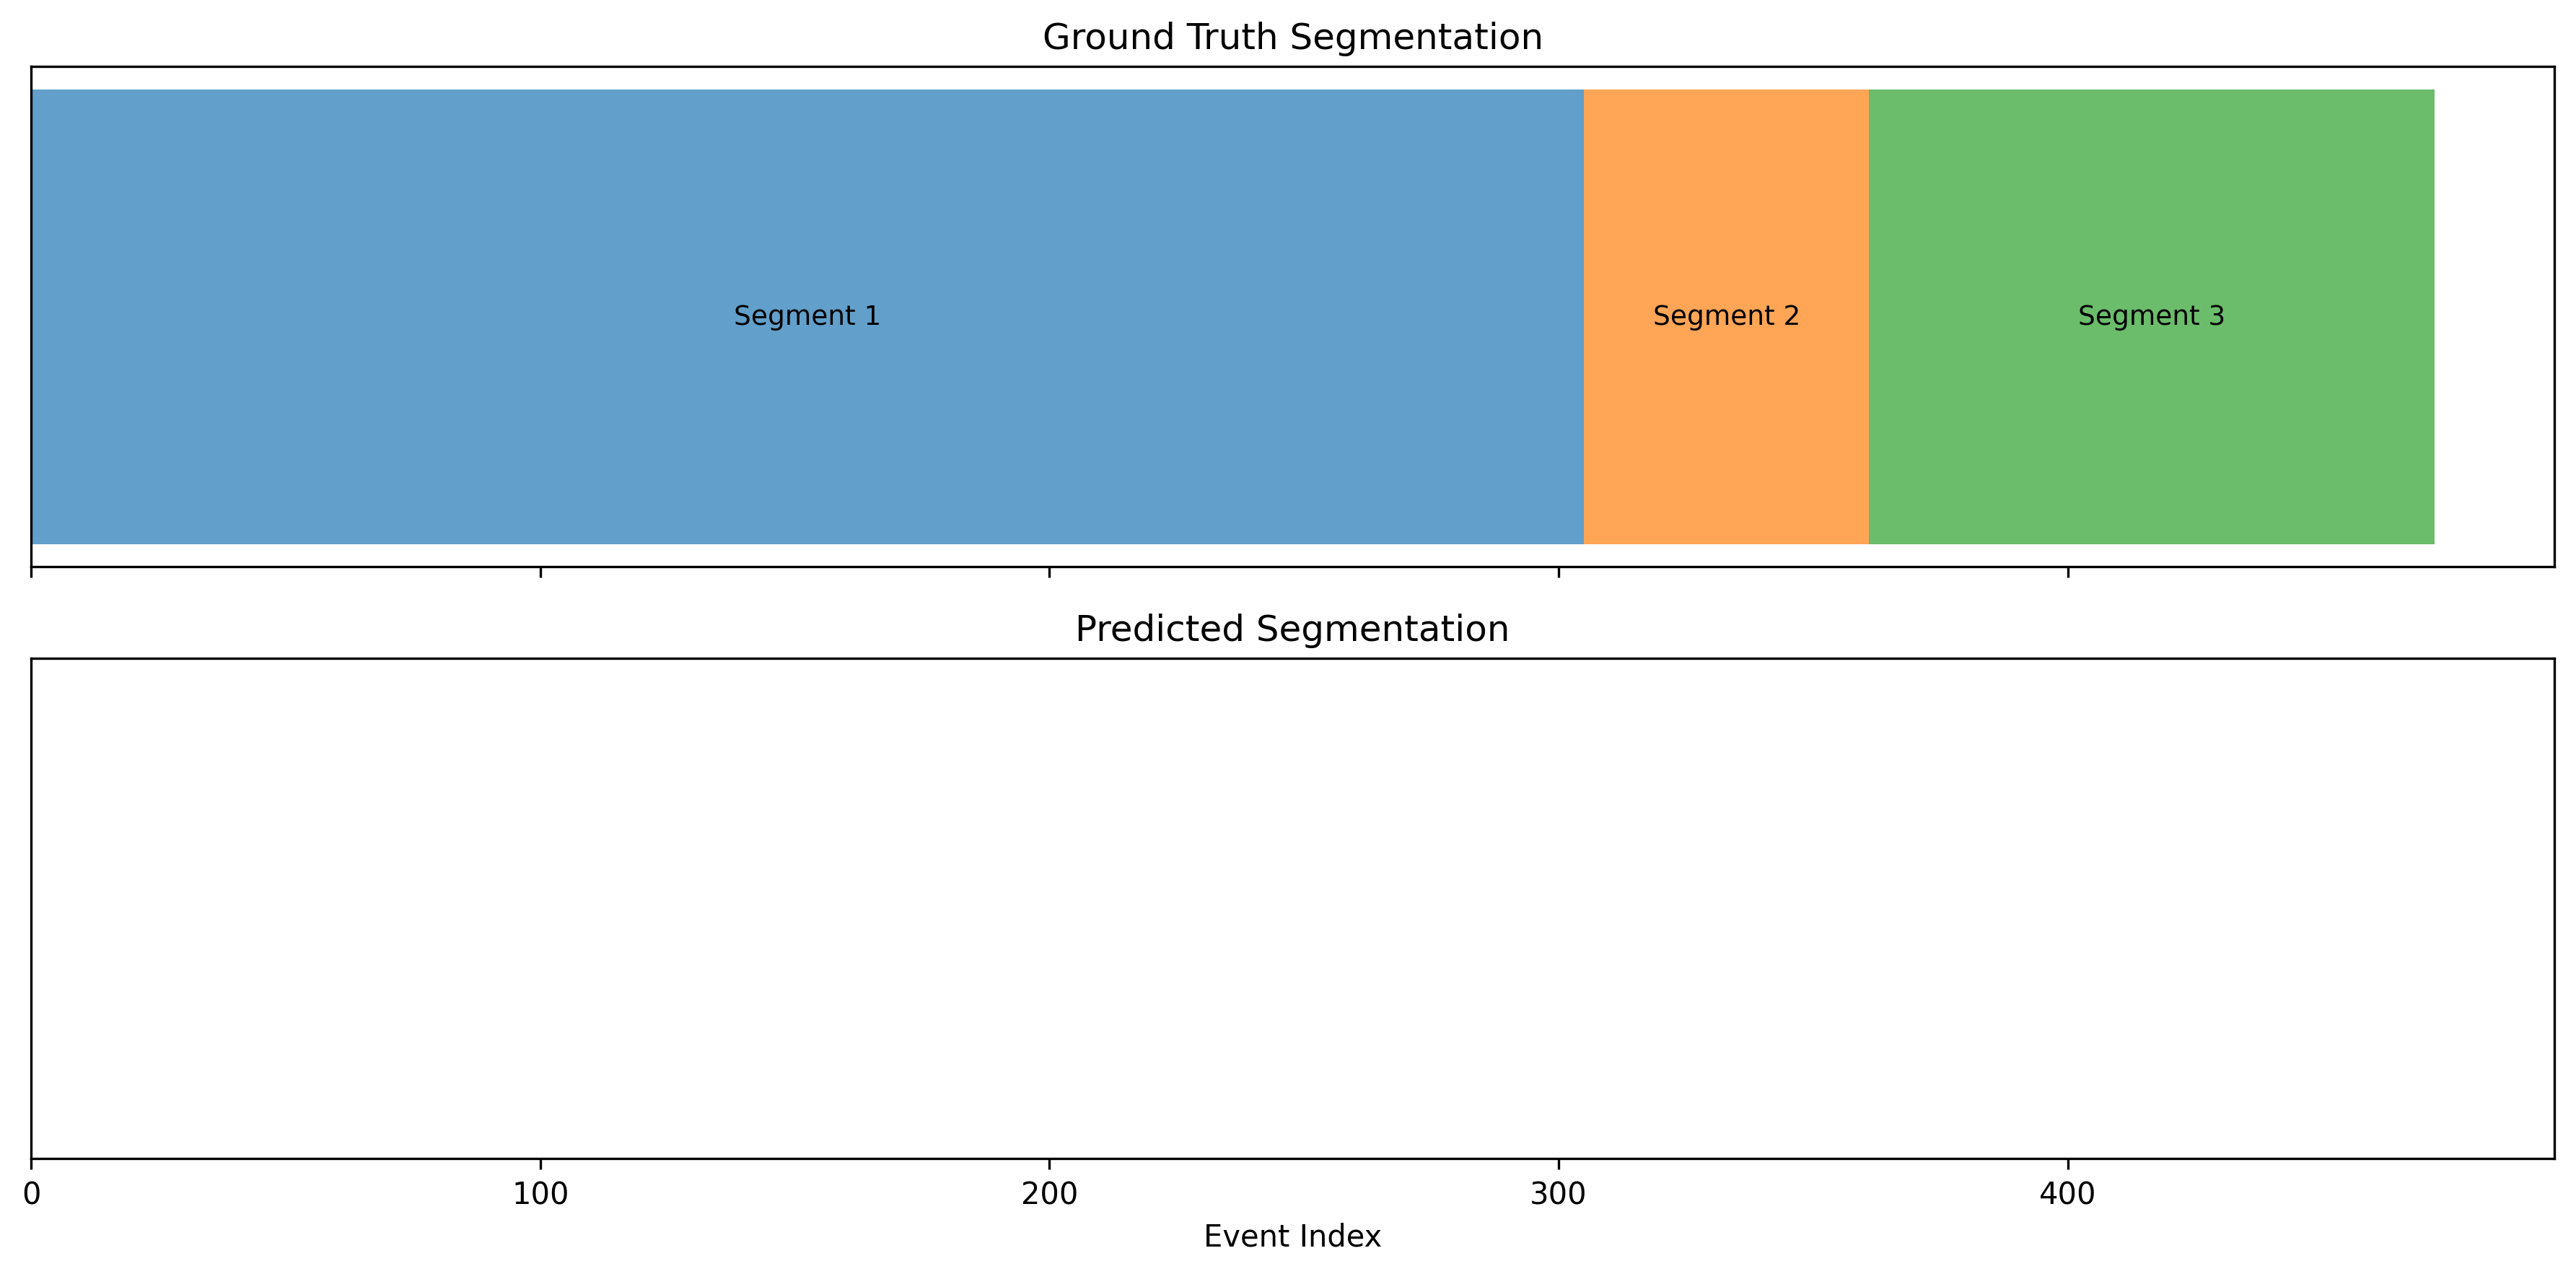 Ground Truth Segmentation
Segment 1 Segment 2 Segment 3
Predicted Segmentation
0 100 200 300 400
Event Index